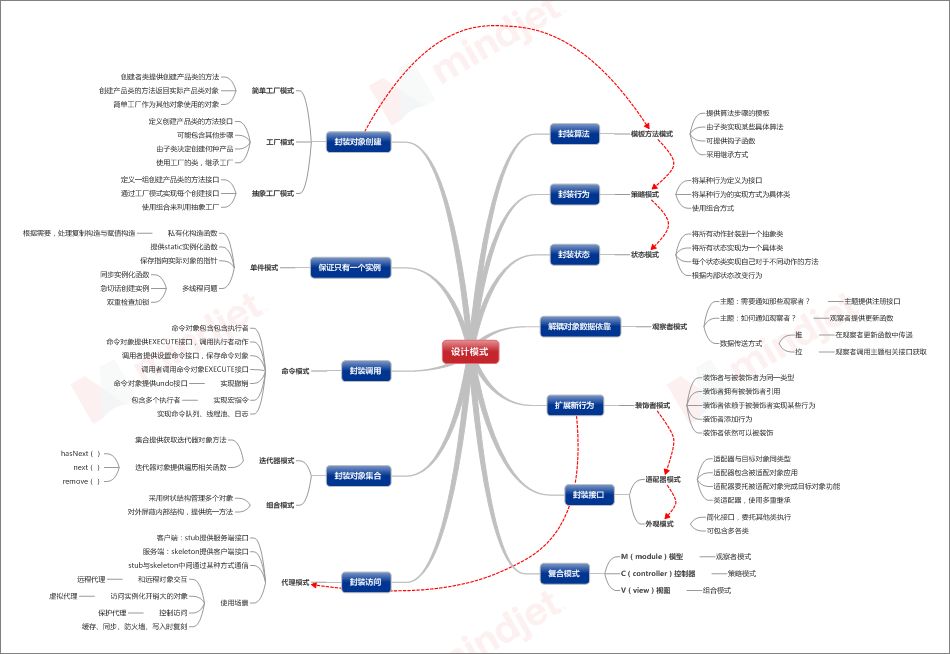 设计模式
封装对象创建
简单工厂模式
创建者类提供创建产品类的方法
创建产品类的方法返回实际产品类对象
简单工厂作为其他对象使用的对象
工厂模式
定义创建产品类的方法接口
可能包含其他步骤
由子类决定创建何种产品
使用工厂的类，继承工厂
抽象工厂模式
定义一组创建产品类的方法接口
通过工厂模式实现每个创建接口
使用组合来利用抽象工厂
保证只有一个实例
单件模式
私有化构造函数
根据需要，处理复制构造与赋值构造
提供static实例化函数
保存指向实际对象的指针
多线程问题
同步实例化函数
急切话创建实例
双重检查加锁
封装调用
命令模式
命令对象包含包含执行者
命令对象提供EXECUTE接口，调用执行者动作
调用者提供设置命令接口，保存命令对象
调用者调用命令对象EXECUTE接口
实现撤销
命令对象提供undo接口
实现宏指令
包含多个执行者
实现命令队列、线程池、日志
封装对象集合
迭代器模式
集合提供获取迭代器对象方法
迭代器对象提供遍历相关函数
hasNext（ ）
next（ ）
remove（ ）
组合模式
采用树状结构管理多个对象
对外屏蔽内部结构，提供统一方法
封装访问
代理模式
客户端：stub提供服务端接口
服务端：skeleton提供客户端接口
stub与skeleton中间通过某种方式通信
使用场景
和远程对象交互
远程代理
访问实例化开销大的对象
虚拟代理
控制访问
保护代理
缓存、同步、防火墙、写入时复制
封装算法
模板方法模式
提供算法步骤的模板
由子类实现某些具体算法
可提供钩子函数
采用继承方式
封装行为
策略模式
将某种行为定义为接口
将某种行为的实现方式为具体类
使用组合方式
封装状态
状态模式
将所有动作封装到一个抽象类
将所有状态实现为一个具体类
每个状态类实现自己对于不同动作的方法
根据内部状态改变行为
解耦对象数据依靠
观察者模式
主题：需要通知那些观察者？
主题提供注册接口
主题：如何通知观察者？
观察者提供更新函数
数据传送方式
推
在观察者更新函数中传递
拉
观察者调用主题相关接口获取
扩展新行为
装饰者模式
装饰者与被装饰者为同一类型
装饰者拥有被装饰者引用
装饰者依赖于被装饰者实现某些行为
装饰者添加行为
装饰者依然可以被装饰
封装接口
适配器模式
适配器与目标对象同类型
适配器包含被适配对象应用
适配器委托被适配对象完成目标对象功能
类适配器，使用多重继承
外观模式
简化接口，委托其他类执行
可包含多各类
复合模式
M（module）模型
观察者模式
C（controller）控制器
策略模式
V（view）视图
组合模式
mindjet
mindjet
mindjet
mindjet